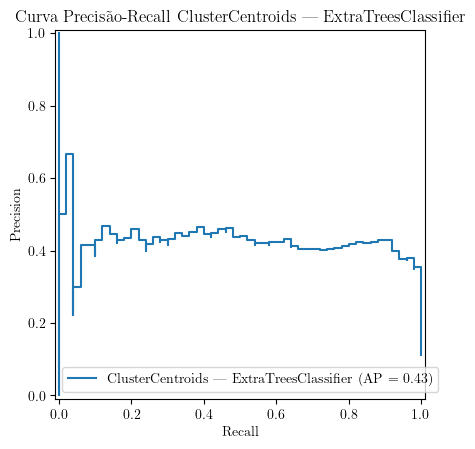 Curva Precisão-Recall ClusterCentroids — ExtraTreesClassifier
1.0
0.8
0.6
0.4
0.2
0.0
Precision
ClusterCentroids — ExtraTreesClassifier (AP = 0.43)
0.0 0.2 0.4 0.6 0.8 1.0
Recall